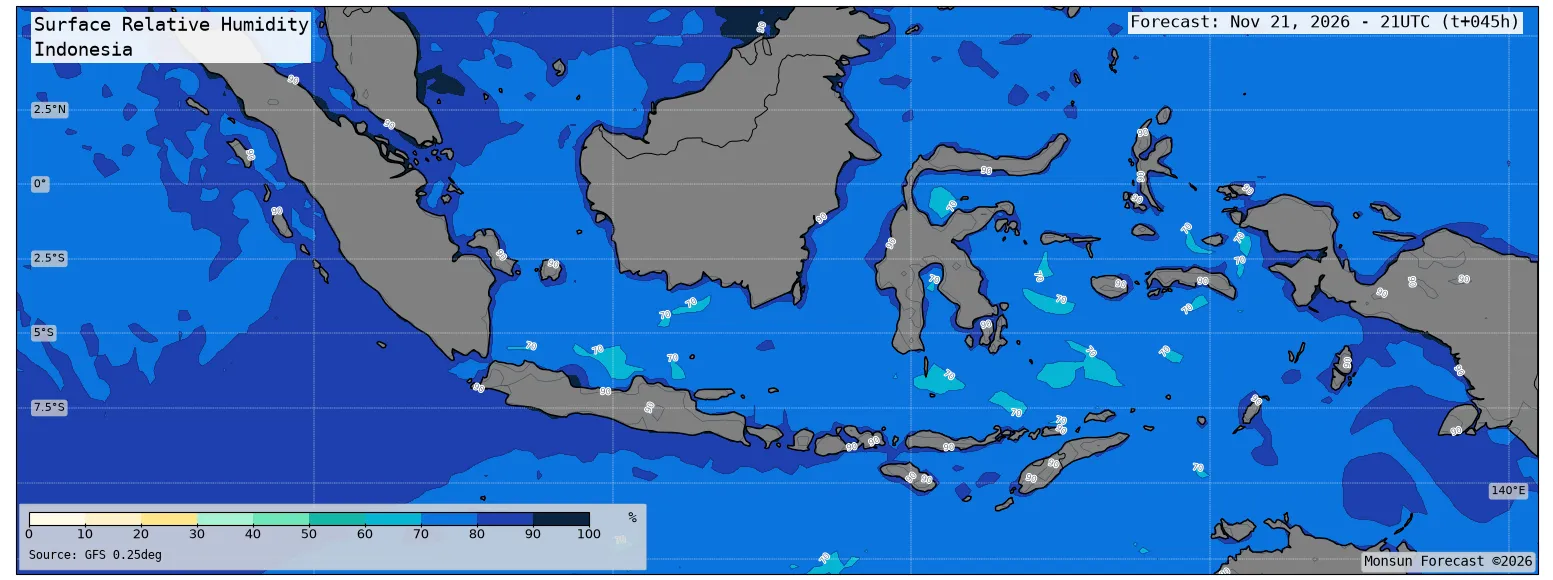 Surface Relative Humidity
Indonesia
Forecast: Nov 21, 2026 - 21UTC (t+045h)
2.5°N
0°
2.5°S
5°S
7.5°S
140°E
0 10 20 30 40 50 60 70 80 90 100
%
Source: GFS 0.25deg
Monsun Forecast ©2026